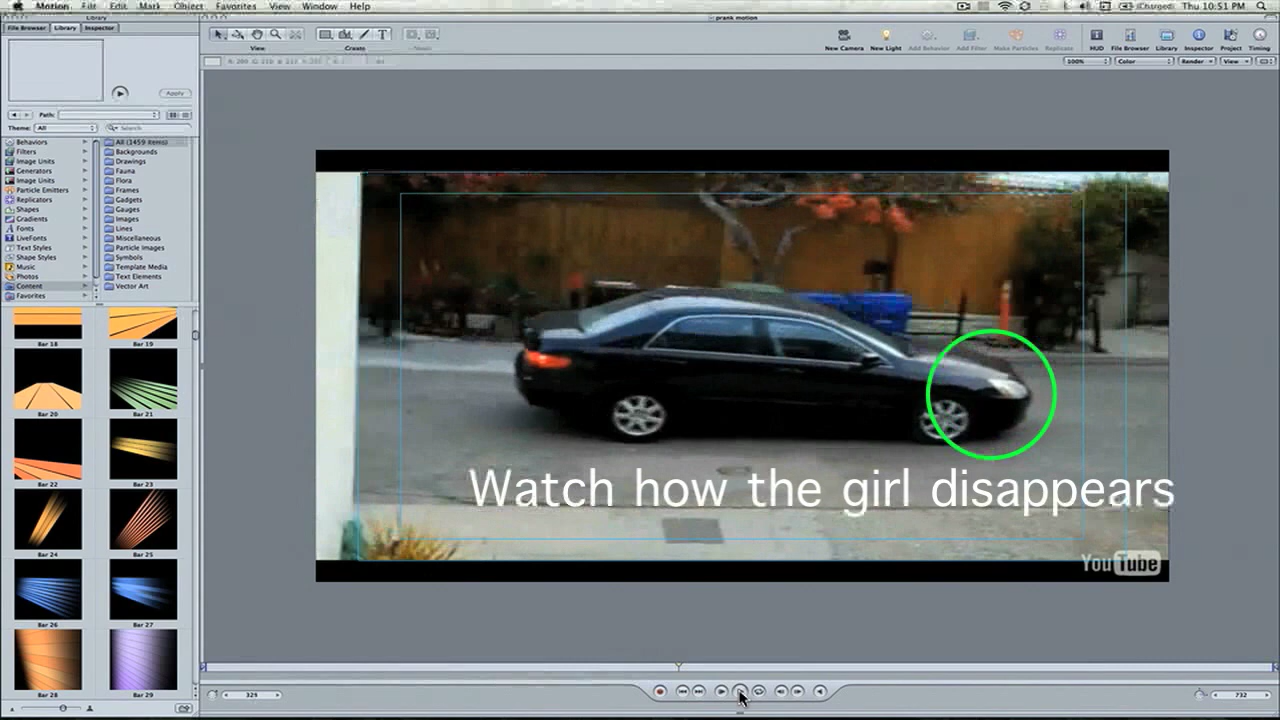 Motion File Edit Mark Object Favorites View Window Help
(Charged) Thu 10:51 PM
Library
prank motion
File Browser Library Inspector
View
Create
New Camera New Light Add Behavior Add Filter Make Particles Replicate HUD File Browser Library Inspector Project Timing
100% Color Render View
Apply
Path:
Theme: All Search
Behaviors
Filters
Image Units
Generators
Image Units
Particle Emitters
Replicators
Shapes
Gradients
Fonts
LiveFonts
Text Styles
Shape Styles
Music
Photos
Content
Favorites
All (1459 items)
Backgrounds
Drawings
Fauna
Flora
Frames
Gadgets
Gauges
Images
Lines
Miscellaneous
Particle Images
Symbols
Template Media
Text Elements
Vector Art
Bar 18 Bar 19
Bar 20 Bar 21
Bar 22 Bar 23
Bar 24 Bar 25
Bar 26 Bar 27
Bar 28 Bar 29
Watch how the girl disappears
YouTube
329
732